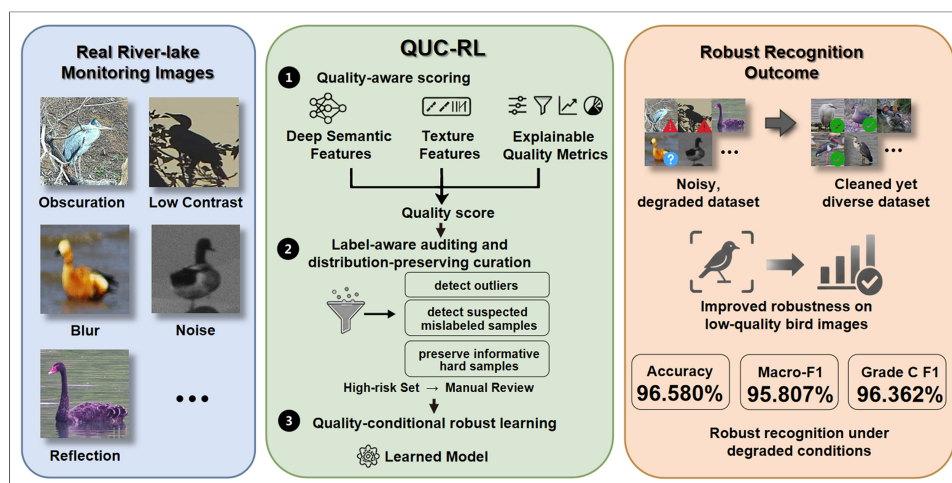 Real River-lake
Monitoring Images
Obscuration
Low Contrast
Blur
Noise
Reflection
...
QUC-RL
1 Quality-aware scoring
Deep Semantic
Features
Texture
Features
Explainable
Quality Metrics
Quality score
2 Label-aware auditing and
distribution-preserving curation
detect outliers
detect suspected
mislabeled samples
preserve informative
hard samples
High-risk Set → Manual Review
3 Quality-conditional robust learning
Learned Model
Robust Recognition
Outcome
?
...
Noisy,
degraded dataset
...
Cleaned yet
diverse dataset
Improved robustness on
low-quality bird images
Accuracy
96.580%
Macro-F1
95.807%
Grade C F1
96.362%
Robust recognition under
degraded conditions